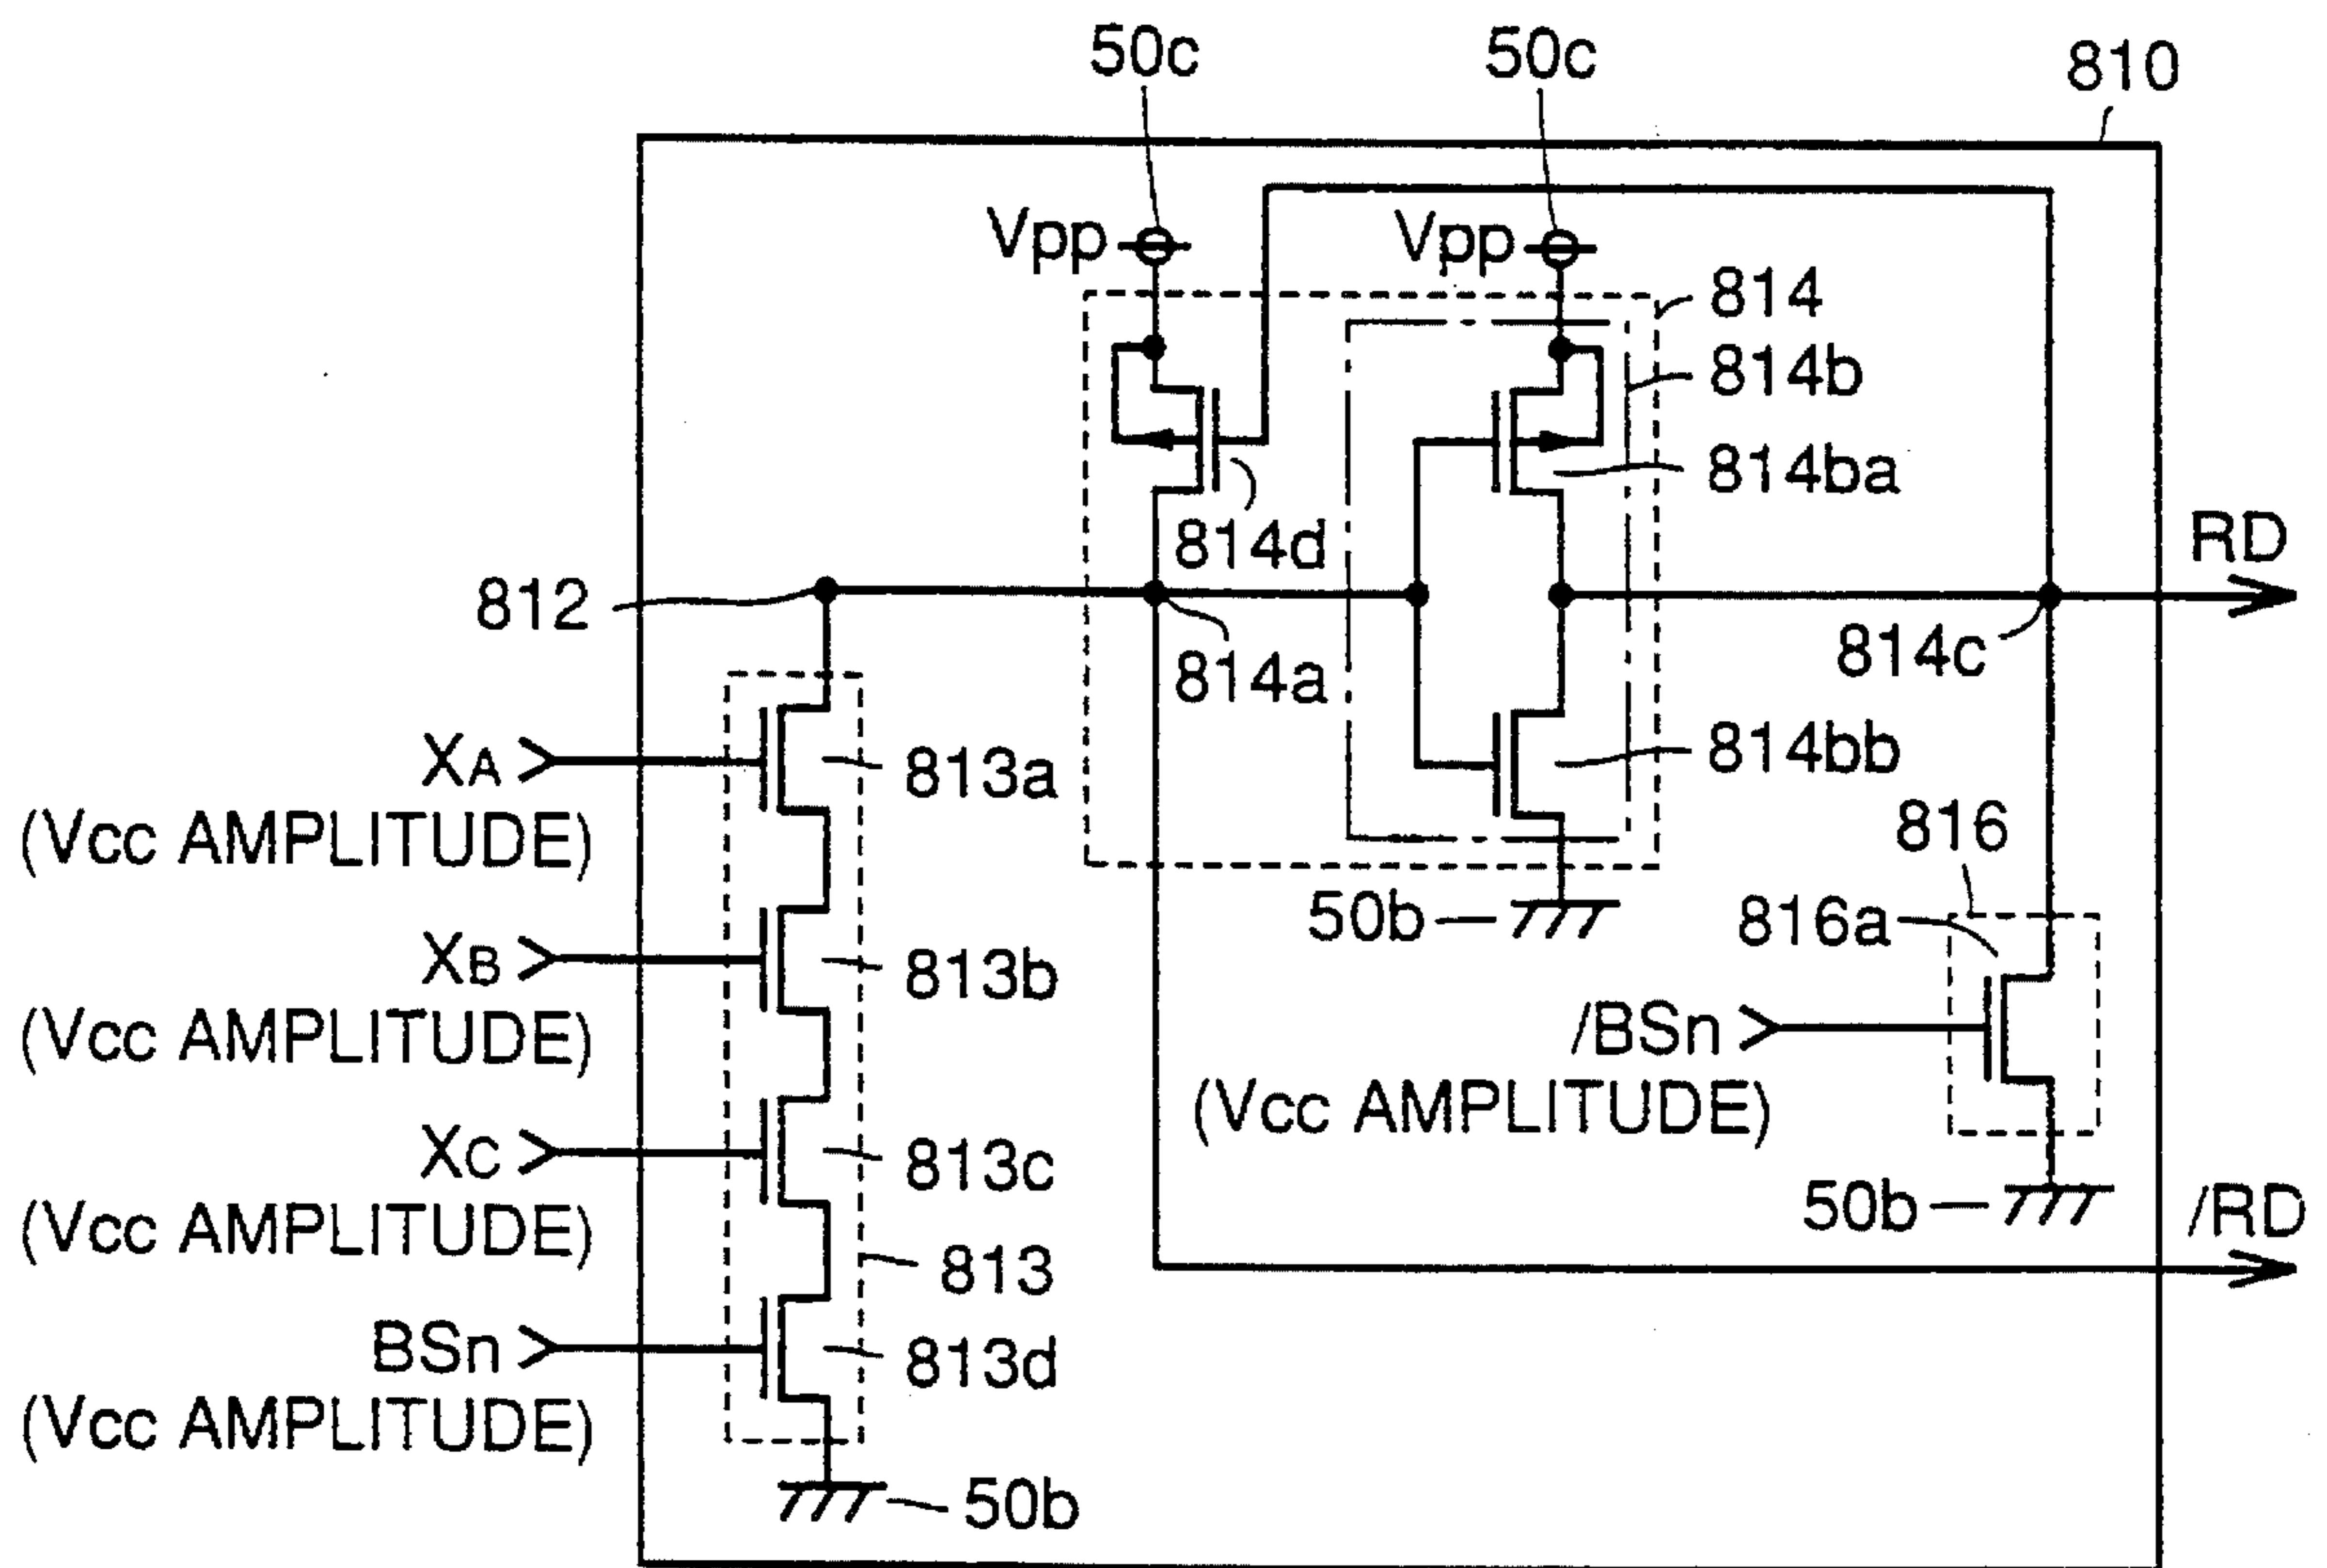 50c
50c
810
Vpp
Vpp
814
814b
814ba
814d
RD
812
814a
814c
814bb
XA
(Vcc AMPLITUDE)
813a
816
816a
50b
XB
(Vcc AMPLITUDE)
813b
/BSn
(Vcc AMPLITUDE)
XC
(Vcc AMPLITUDE)
813c
50b
/RD
813
BSn
(Vcc AMPLITUDE)
813d
50b